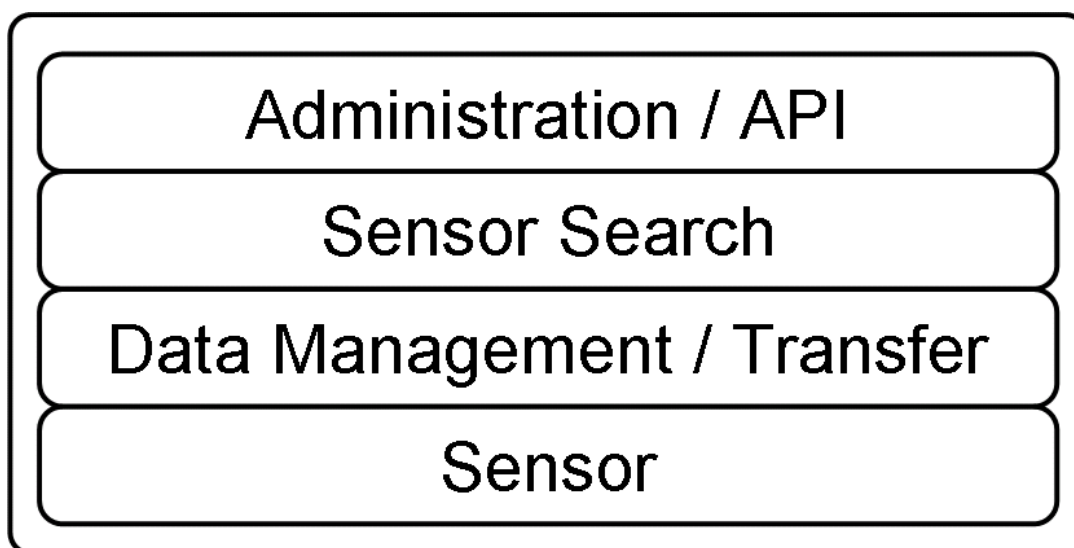 Administration / API
Sensor Search
Data Management / Transfer
Sensor